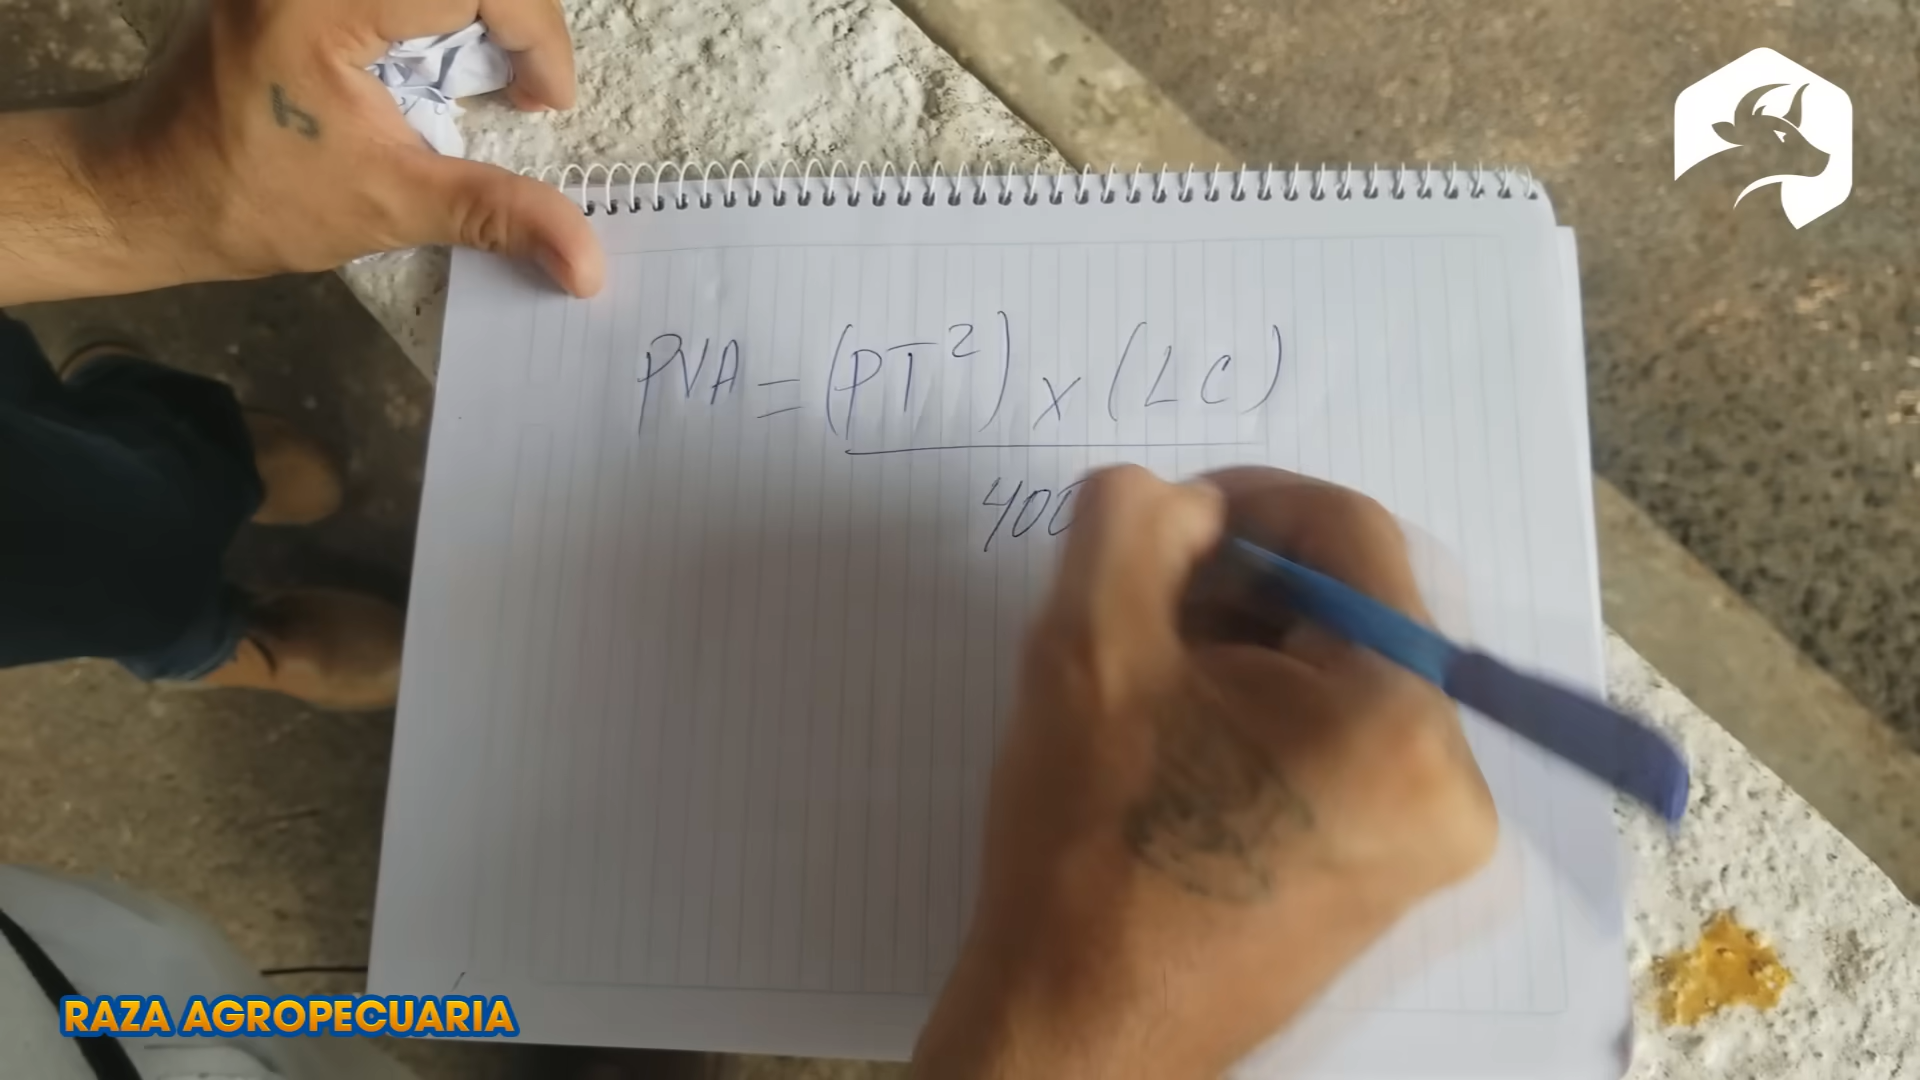 PVA = (PT²) x (LC)
400
RAZA AGROPECUARIA